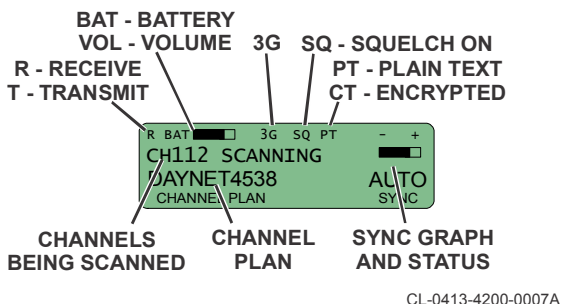 BAT - BATTERY
VOL - VOLUME
3G
SQ - SQUELCH ON
R - RECEIVE
T - TRANSMIT
PT - PLAIN TEXT
CT - ENCRYPTED
R BAT 3G SQ PT - +
CH112 SCANNING
DAYNET4538 AUTO
CHANNEL PLAN SYNC
CHANNELS
BEING SCANNED
CHANNEL
PLAN
SYNC GRAPH
AND STATUS
CL-0413-4200-0007A